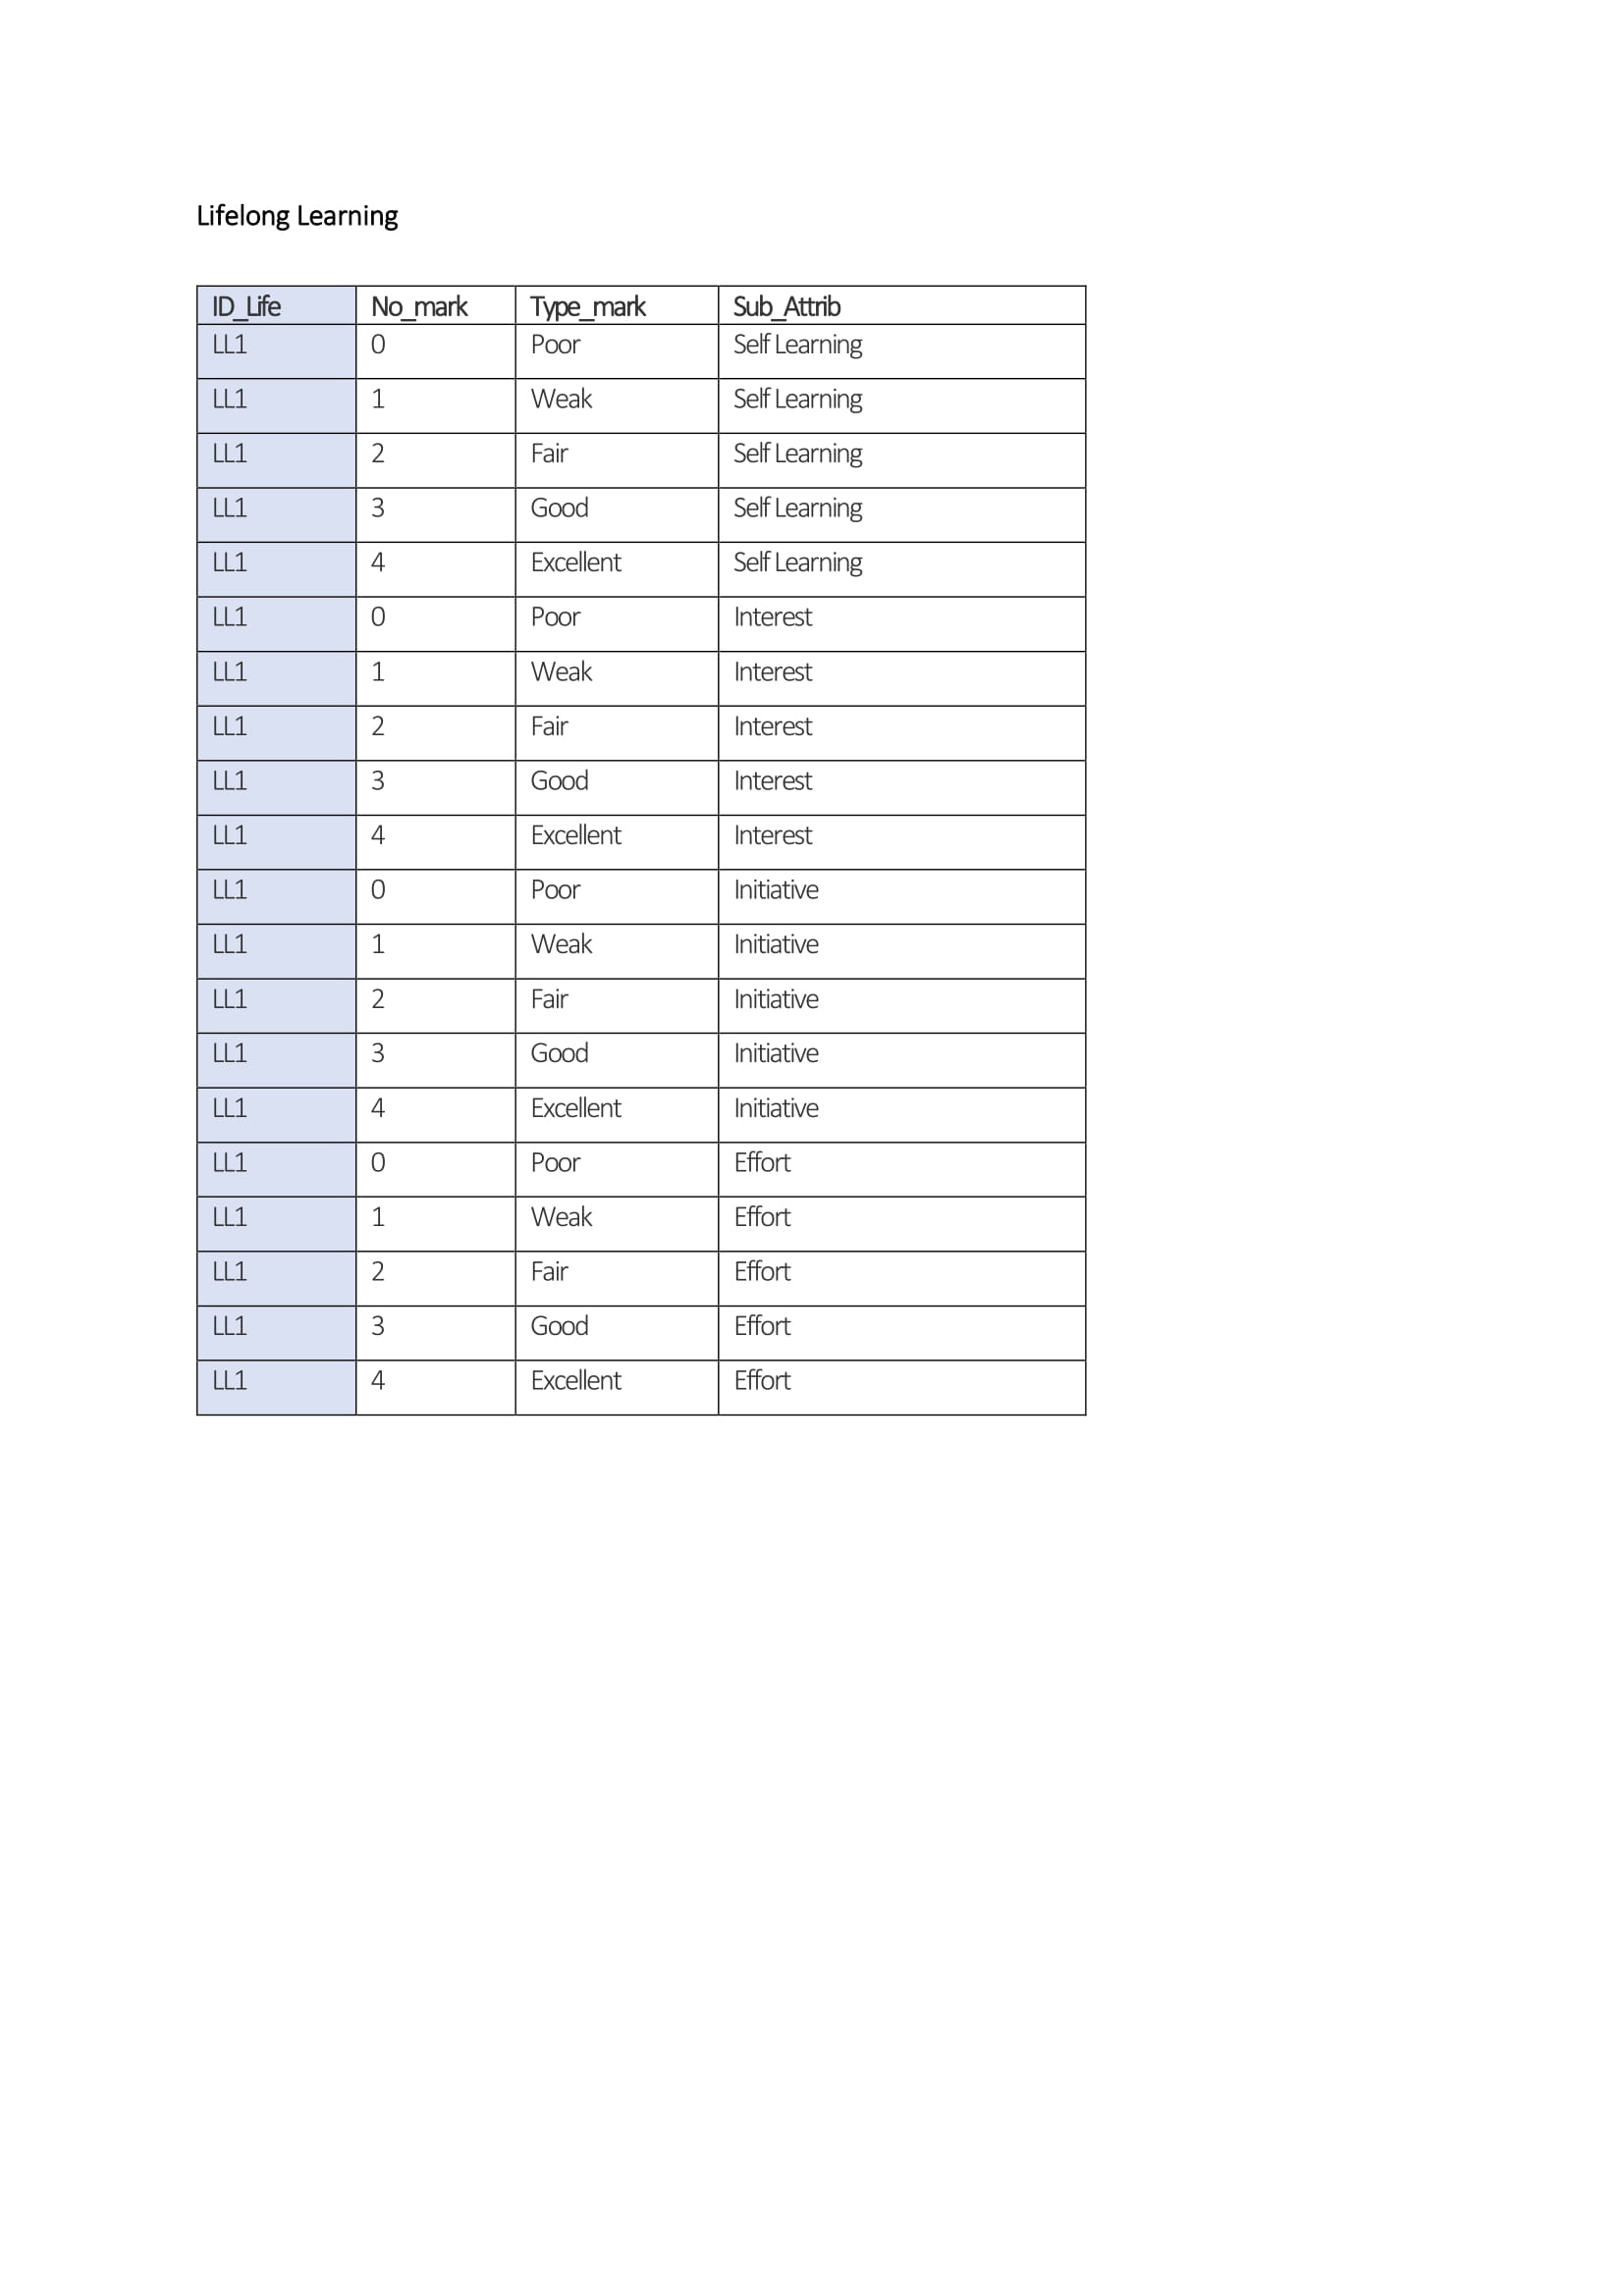 Lifelong Learning
ID_Life No_mark Type_mark Sub_Attrib
LL1 0 Poor Self Learning
LL1 1 Weak Self Learning
LL1 2 Fair Self Learning
LL1 3 Good Self Learning
LL1 4 Excellent Self Learning
LL1 0 Poor Interest
LL1 1 Weak Interest
LL1 2 Fair Interest
LL1 3 Good Interest
LL1 4 Excellent Interest
LL1 0 Poor Initiative
LL1 1 Weak Initiative
LL1 2 Fair Initiative
LL1 3 Good Initiative
LL1 4 Excellent Initiative
LL1 0 Poor Effort
LL1 1 Weak Effort
LL1 2 Fair Effort
LL1 3 Good Effort
LL1 4 Excellent Effort